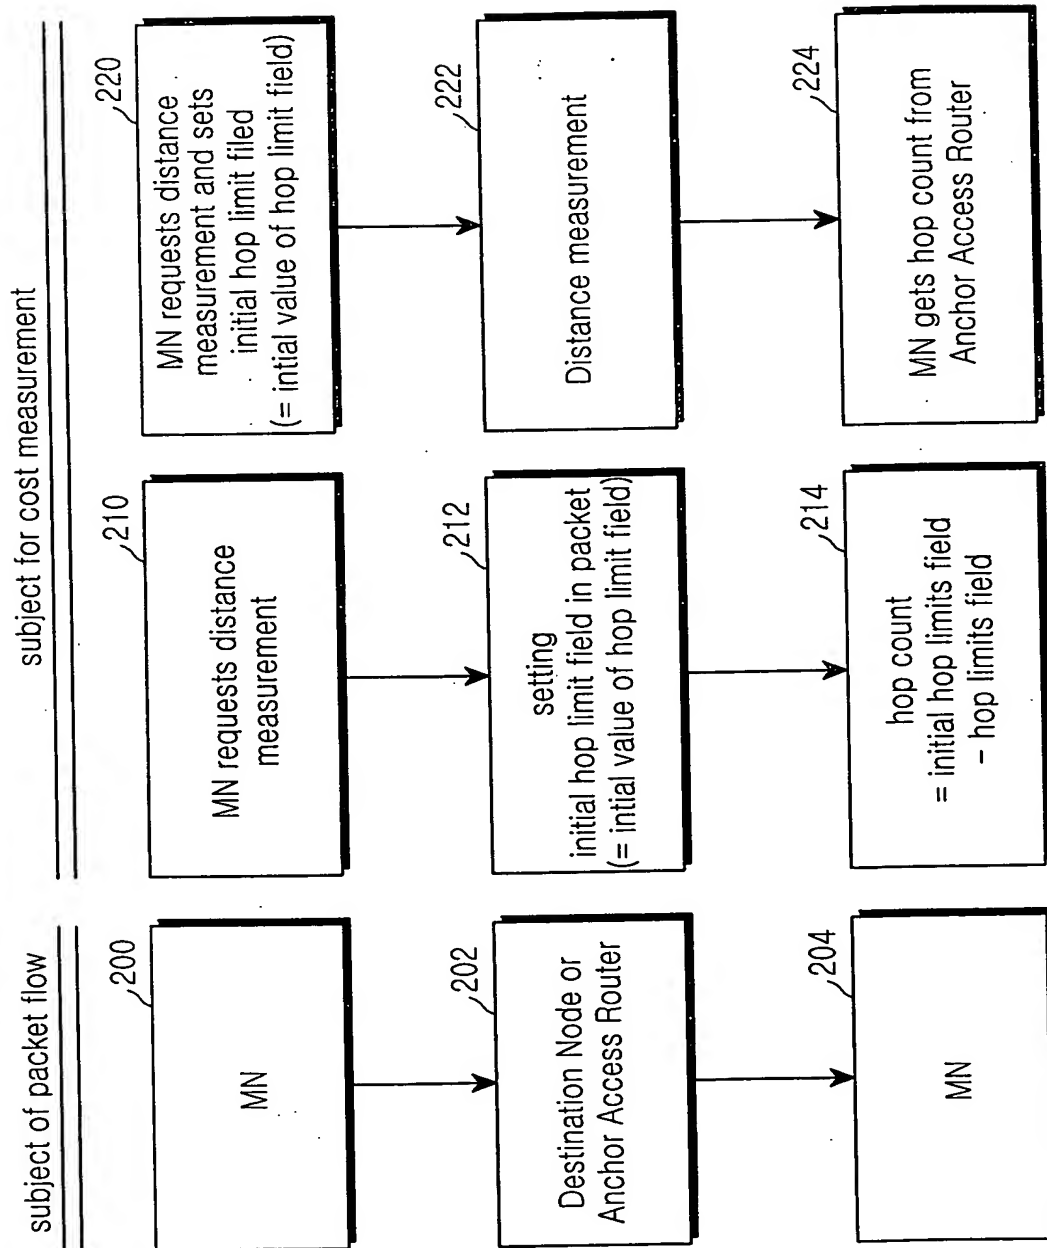 subject of packet flow
subject for cost measurement
200
MN
210
MN requests distance
measurement
220
MN requests distance
measurement and sets
initial hop limit filed
(= intial value of hop limit field)
202
Destination Node or
Anchor Access Router
212
setting
initial hop limit field in packet
(= intial value of hop limit field)
222
Distance measurement
204
MN
214
hop count
= initial hop limits field
– hop limits field
224
MN gets hop count from
Anchor Access Router